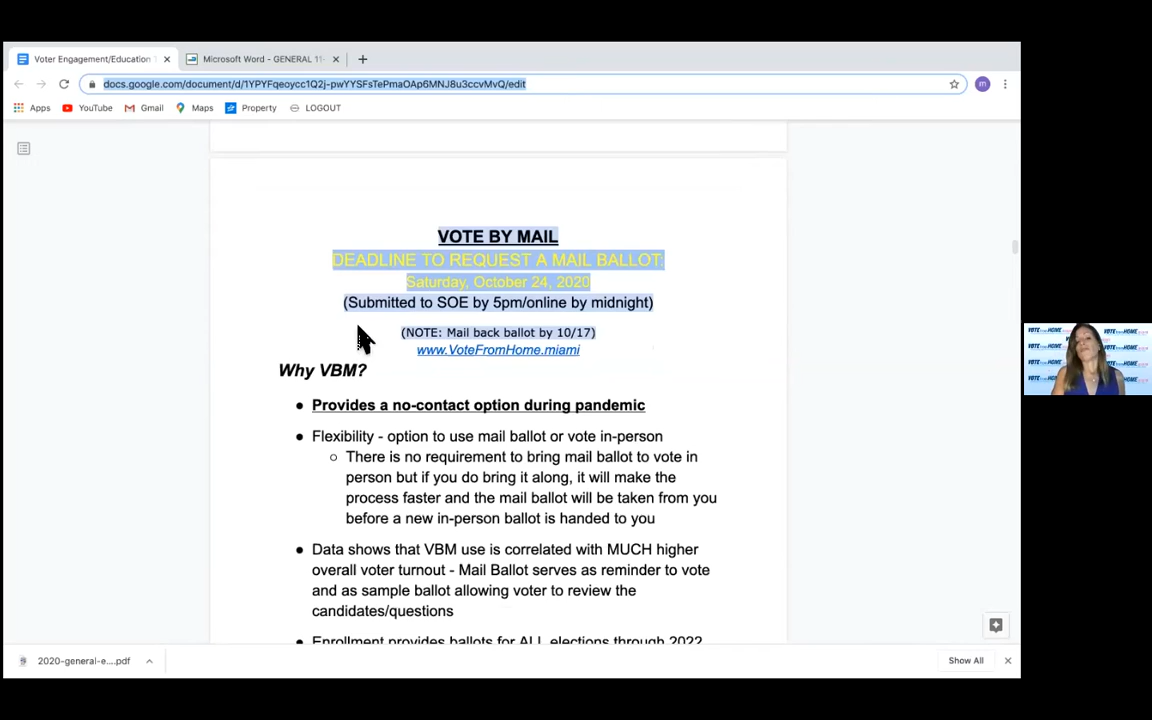 Voter Engagement/Education
Microsoft Word - GENERAL 11-
docs.google.com/document/d/1YPYFqeoycc1Q2j-pwYYSFsTePmaOAp6MNJ8u3ccvMvQ/edit
m
Apps
YouTube
Gmail
Maps
Property
LOGOUT
VOTE BY MAIL
DEADLINE TO REQUEST A MAIL BALLOT:
Saturday, October 24, 2020
(Submitted to SOE by 5pm/online by midnight)
(NOTE: Mail back ballot by 10/17)
www.VoteFromHome.miami
Why VBM?
● Provides a no-contact option during pandemic
● Flexibility - option to use mail ballot or vote in-person
○ There is no requirement to bring mail ballot to vote in
person but if you do bring it along, it will make the
process faster and the mail ballot will be taken from you
before a new in-person ballot is handed to you
● Data shows that VBM use is correlated with MUCH higher
overall voter turnout - Mail Ballot serves as reminder to vote
and as sample ballot allowing voter to review the
candidates/questions
● Enrollment provides ballots for ALL elections through 2022
2020-general-e....pdf
Show All